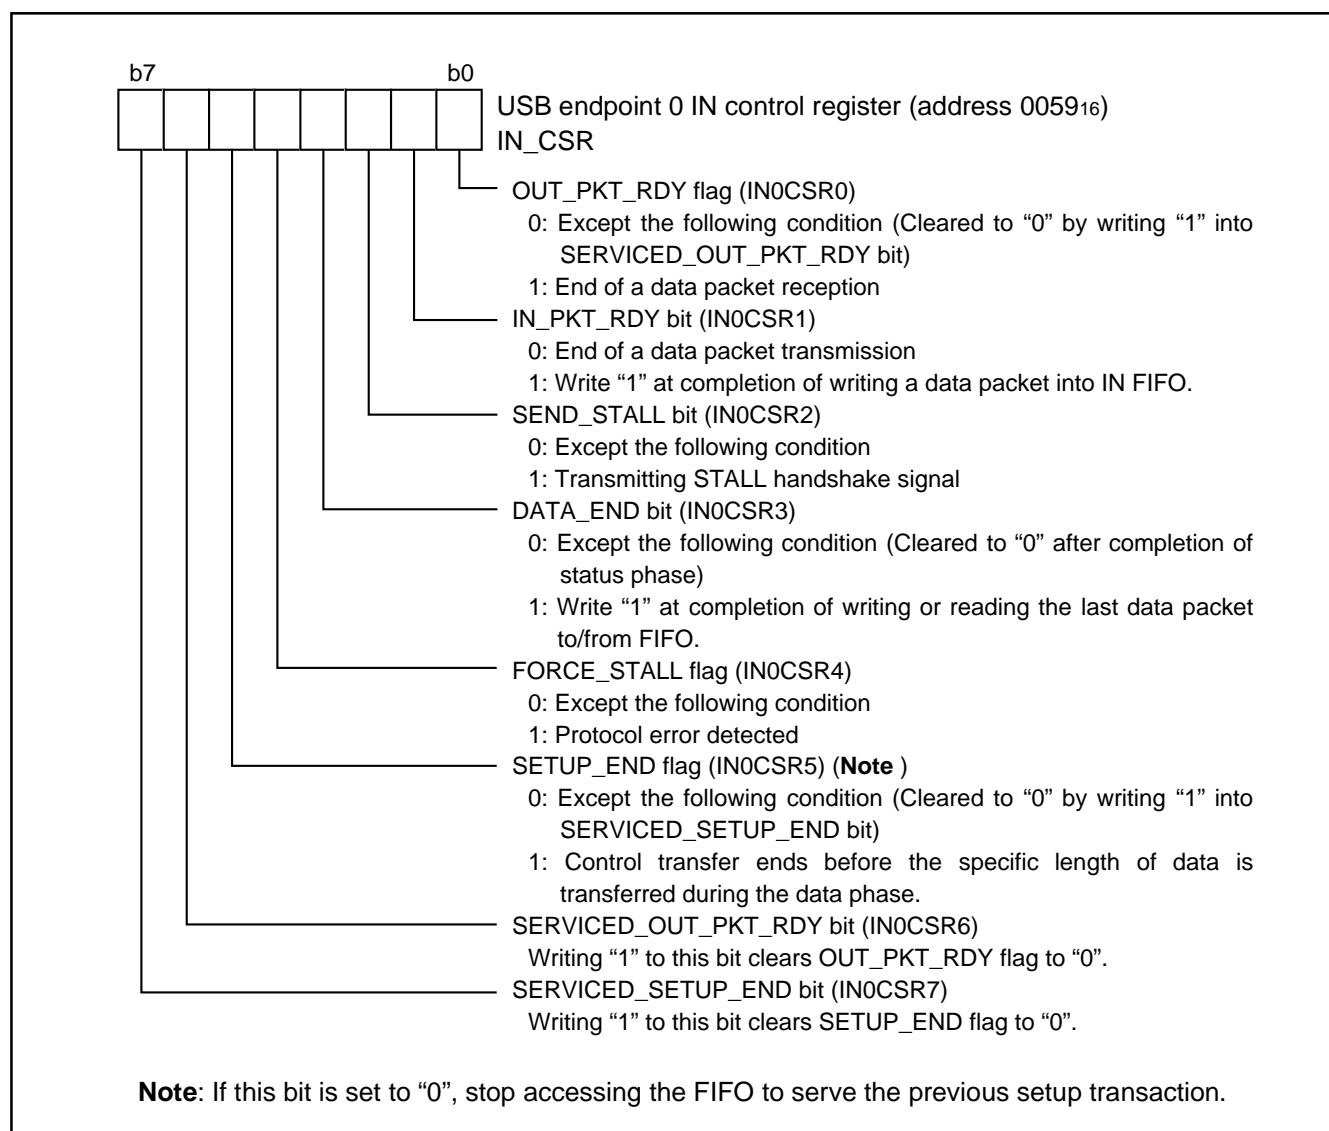 b7 b0
USB endpoint 0 IN control register (address 005916)
IN_CSR
OUT_PKT_RDY flag (IN0CSR0)
0: Except the following condition (Cleared to “0” by writing “1” into
SERVICED_OUT_PKT_RDY bit)
1: End of a data packet reception
IN_PKT_RDY bit (IN0CSR1)
0: End of a data packet transmission
1: Write “1” at completion of writing a data packet into IN FIFO.
SEND_STALL bit (IN0CSR2)
0: Except the following condition
1: Transmitting STALL handshake signal
DATA_END bit (IN0CSR3)
0: Except the following condition (Cleared to “0” after completion of
status phase)
1: Write “1” at completion of writing or reading the last data packet
to/from FIFO.
FORCE_STALL flag (IN0CSR4)
0: Except the following condition
1: Protocol error detected
SETUP_END flag (IN0CSR5) (Note )
0: Except the following condition (Cleared to “0” by writing “1” into
SERVICED_SETUP_END bit)
1: Control transfer ends before the specific length of data is
transferred during the data phase.
SERVICED_OUT_PKT_RDY bit (IN0CSR6)
Writing “1” to this bit clears OUT_PKT_RDY flag to “0”.
SERVICED_SETUP_END bit (IN0CSR7)
Writing “1” to this bit clears SETUP_END flag to “0”.
Note: If this bit is set to “0”, stop accessing the FIFO to serve the previous setup transaction.